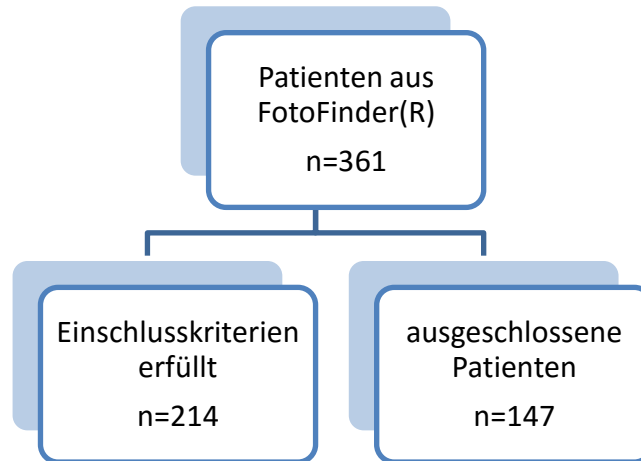 Patienten aus
FotoFinder(R)
n=361
Einschlusskriterien
erfüllt
n=214
ausgeschlossene
Patienten
n=147